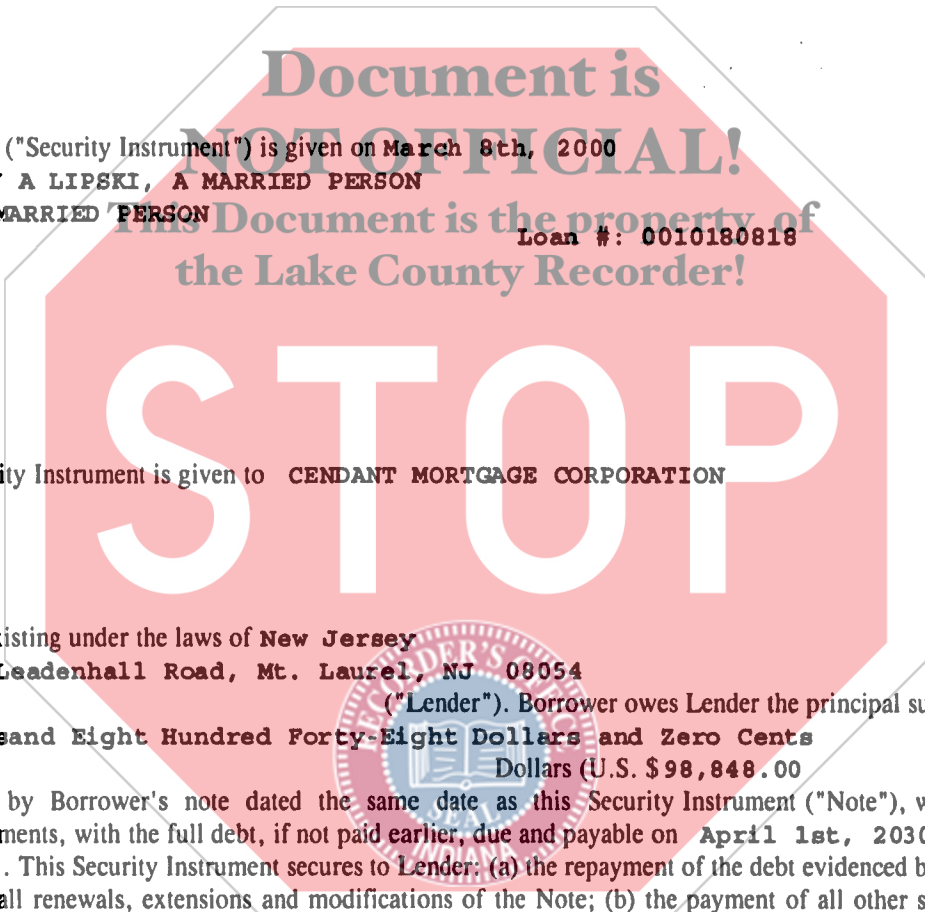 Document is
NOT OFFICIAL!
("Security Instrument") is given on March 8th, 2000
A LIPSKI, A MARRIED PERSON
MARRIED PERSON
This Document is the property of
Loan #: 0010180818
the Lake County Recorder!
STOP
ity Instrument is given to CENDANT MORTGAGE CORPORATION
isting under the laws of New Jersey
Leadenhall Road, Mt. Laurel, NJ 08054
("Lender"). Borrower owes Lender the principal su
sand Eight Hundred Forty-Eight Dollars and Zero Cents
Dollars (U.S. $98,848.00
by Borrower's note dated the same date as this Security Instrument ("Note"), w
ments, with the full debt, if not paid earlier, due and payable on April 1st, 2030
. This Security Instrument secures to Lender: (a) the repayment of the debt evidenced b
all renewals, extensions and modifications of the Note; (b) the payment of all other s
RECORDER'S OFFICE
SEAL
INDIANA